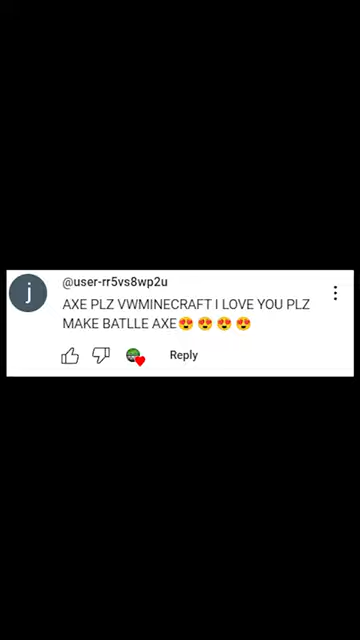 j
@user-rr5vs8wp2u
AXE PLZ VWMINECRAFT I LOVE YOU PLZ
MAKE BATLLE AXE😍😍😍😍
Reply